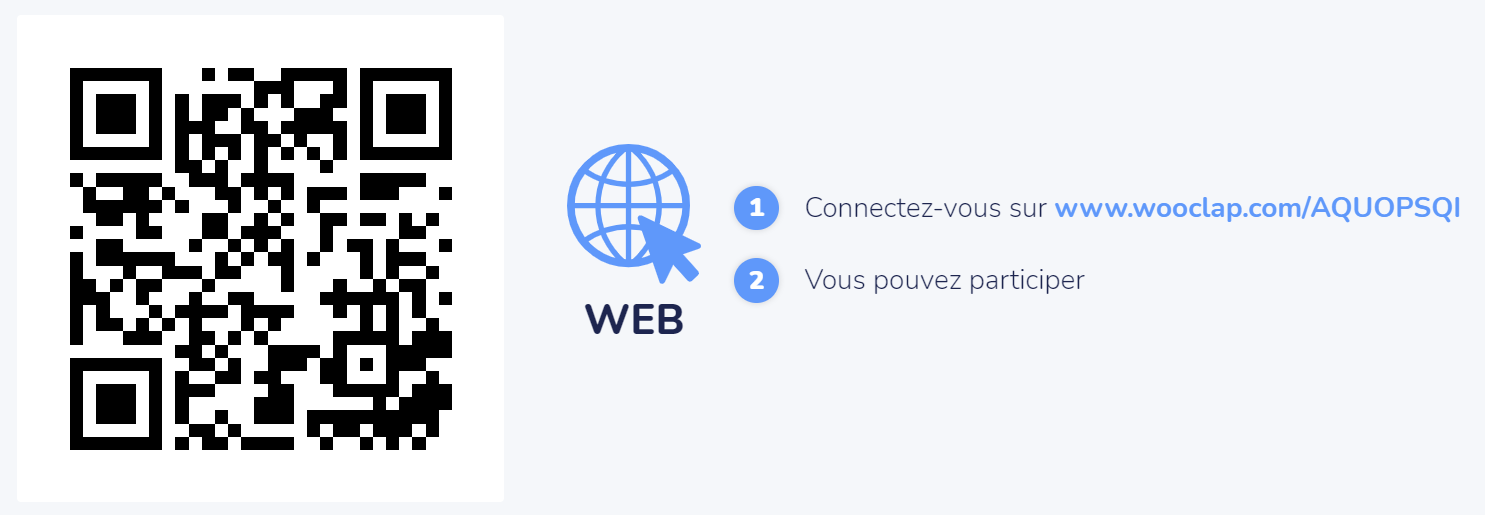 WEB
1 Connectez-vous sur www.wooclap.com/AQUOPSQI
2 Vous pouvez participer